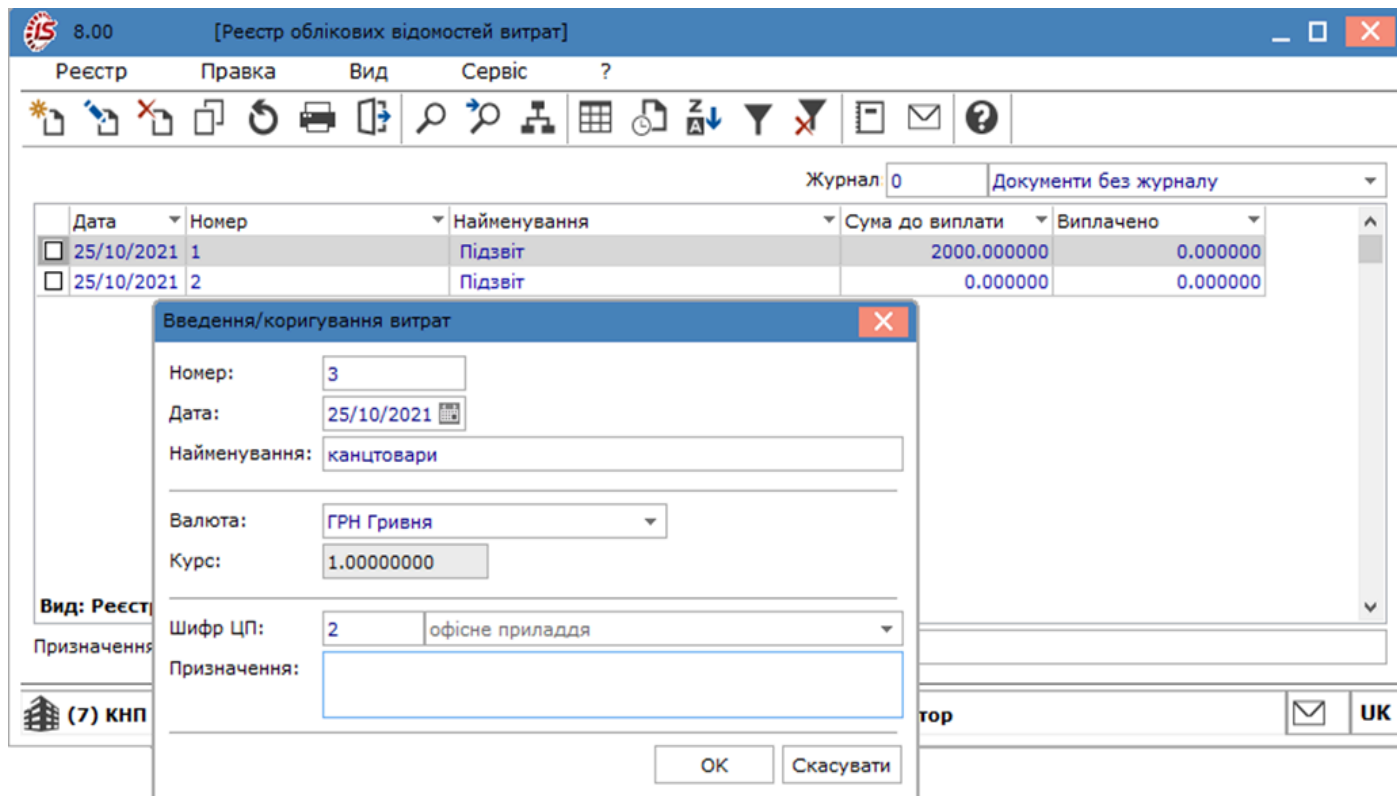 iS 8.00 [Реєстр облікових відомостей витрат]
Реєстр Правка Вид Сервіс ?
Журнал: 0 Документи без журналу
Дата Номер Найменування Сума до виплати Виплачено
25/10/2021 1 Підзвіт 2000.000000 0.000000
25/10/2021 2 Підзвіт 0.000000 0.000000
Введення/коригування витрат
Номер: 3
Дата: 25/10/2021
Найменування: канцтовари
Валюта: ГРН Гривня
Курс: 1.00000000
Вид: Реєст
Шифр ЦП: 2 офісне приладдя
Призначення
Призначення:
(7) КНП тор UK
OK Скасувати